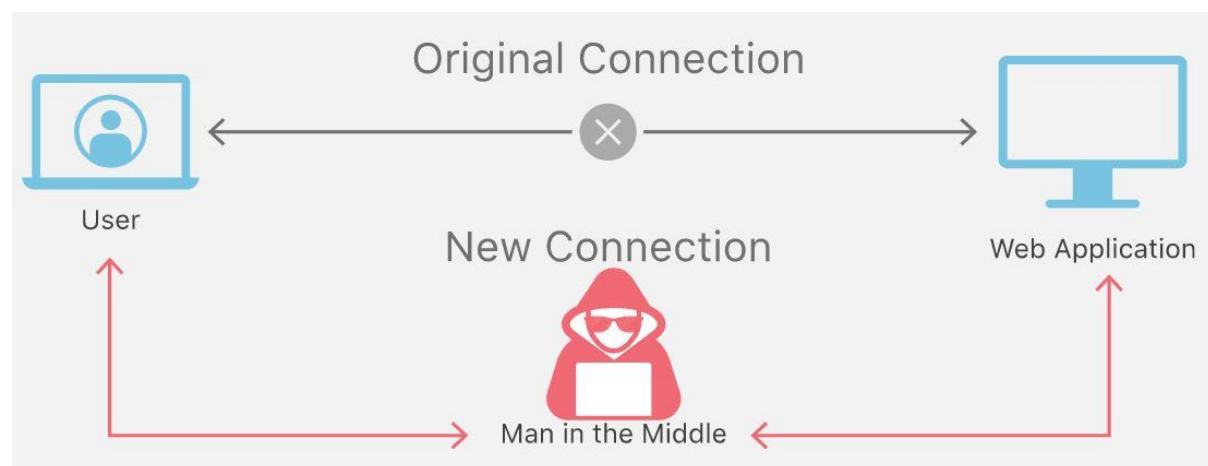 Original Connection
User
New Connection
Web Application
Man in the Middle